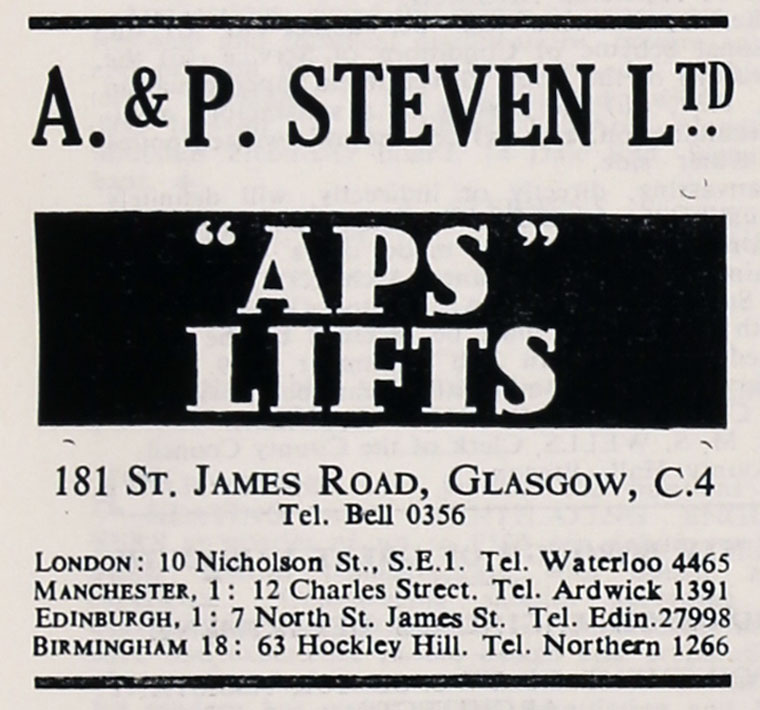 A. & P. STEVEN LTD.
“APS”
LIFTS
181 ST. JAMES ROAD, GLASGOW, C.4
Tel. Bell 0356
LONDON: 10 Nicholson St., S.E.1. Tel. Waterloo 4465
MANCHESTER, 1: 12 Charles Street. Tel. Ardwick 1391
EDINBURGH, 1: 7 North St. James St. Tel. Edin.27998
BIRMINGHAM 18: 63 Hockley Hill. Tel. Northern 1266